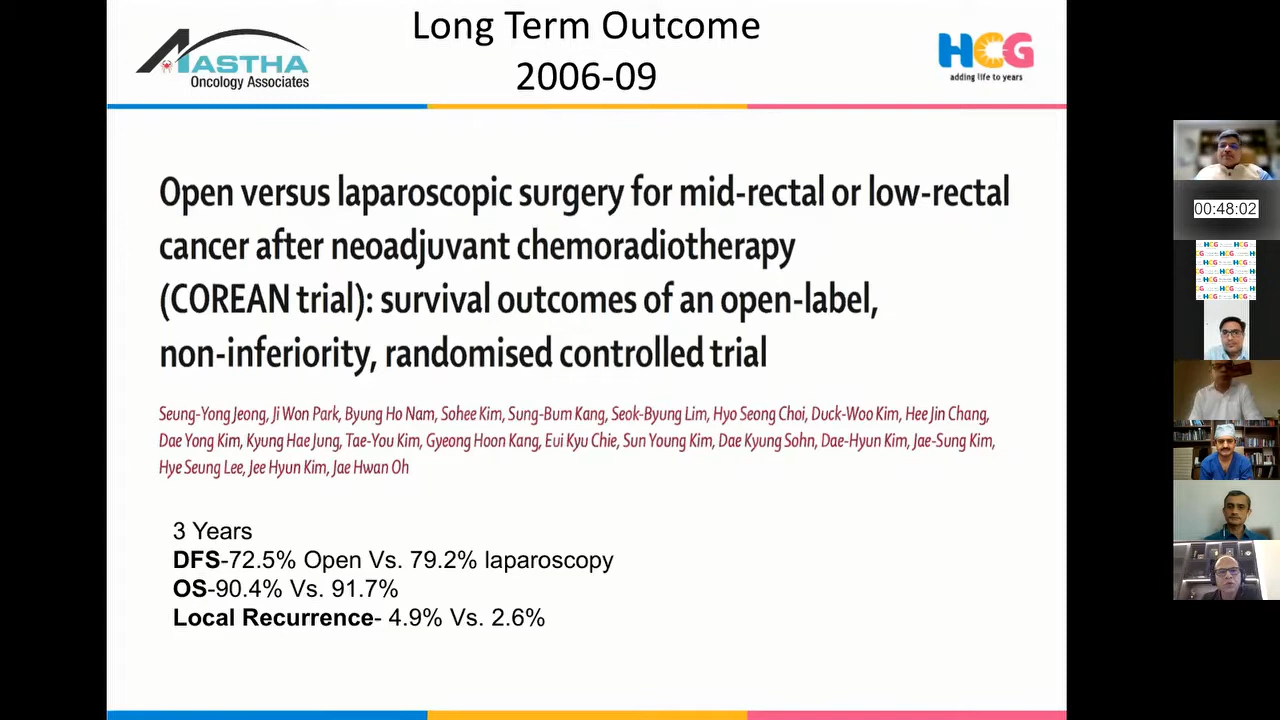 Long Term Outcome
2006-09
AASTHA
Oncology Associates
HCG
adding life to years
Open versus laparoscopic surgery for mid-rectal or low-rectal
cancer after neoadjuvant chemoradiotherapy
(COREAN trial): survival outcomes of an open-label,
non-inferiority, randomised controlled trial
Seung-Yong Jeong, Ji Won Park, Byung Ho Nam, Sohee Kim, Sung-Bum Kang, Seok-Byung Lim, Hyo Seong Choi, Duck-Woo Kim, Hee Jin Chang,
Dae Yong Kim, Kyung Hae Jung, Tae-You Kim, Gyeong Hoon Kang, Eui Kyu Chie, Sun Young Kim, Dae Kyung Sohn, Dae-Hyun Kim, Jae-Sung Kim,
Hye Seung Lee, Jee Hyun Kim, Jae Hwan Oh
3 Years
DFS-72.5% Open Vs. 79.2% laparoscopy
OS-90.4% Vs. 91.7%
Local Recurrence- 4.9% Vs. 2.6%
00:48:02